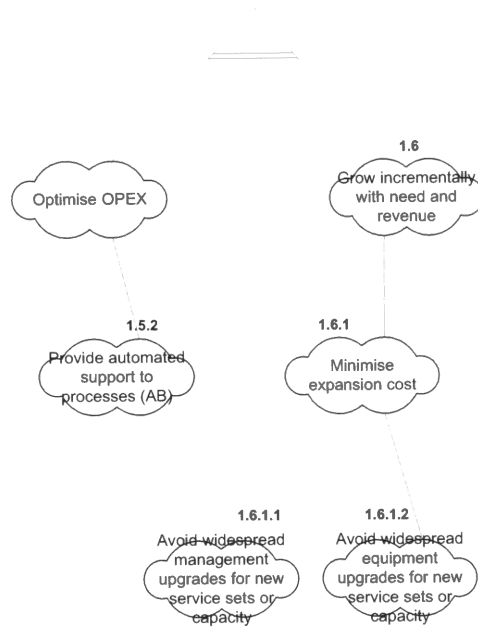 1.6
Optimise OPEX
Grow incrementally
with need and
revenue
1.5.2
Provide automated
support to
processes (AB)
1.6.1
Minimise
expansion cost
1.6.1.1
Avoid widespread
management
upgrades for new
service sets or
capacity
1.6.1.2
Avoid widespread
equipment
upgrades for new
service sets or
capacity